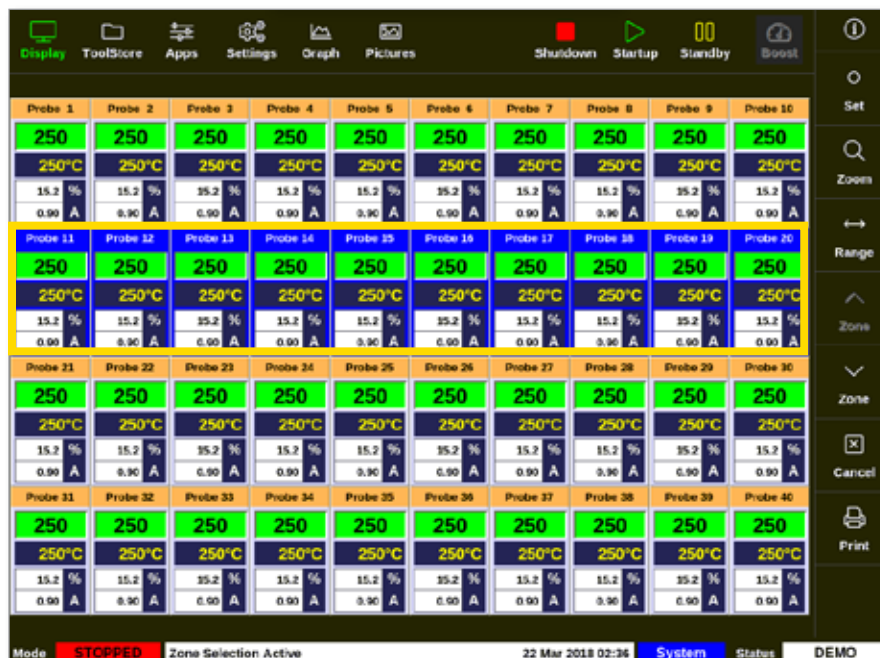 Display ToolStore Apps Settings Graph Pictures Shutdown Startup Standby Boost
Set
Zoom
Range
Zone
Zone
Cancel
Print
Probe 1 Probe 2 Probe 3 Probe 4 Probe 5 Probe 6 Probe 7 Probe 8 Probe 9 Probe 10
250 250 250 250 250 250 250 250 250 250
250°C 250°C 250°C 250°C 250°C 250°C 250°C 250°C 250°C 250°C
15.2 % 15.2 % 15.2 % 15.2 % 15.2 % 15.2 % 15.2 % 15.2 % 15.2 % 15.2 %
0.90 A 0.90 A 0.90 A 0.90 A 0.90 A 0.90 A 0.90 A 0.90 A 0.90 A 0.90 A
Probe 11 Probe 12 Probe 13 Probe 14 Probe 15 Probe 16 Probe 17 Probe 18 Probe 19 Probe 20
250 250 250 250 250 250 250 250 250 250
250°C 250°C 250°C 250°C 250°C 250°C 250°C 250°C 250°C 250°C
15.2 % 15.2 % 15.2 % 15.2 % 15.2 % 15.2 % 15.2 % 15.2 % 15.2 % 15.2 %
0.90 A 0.90 A 0.90 A 0.90 A 0.90 A 0.90 A 0.90 A 0.90 A 0.90 A 0.90 A
Probe 21 Probe 22 Probe 23 Probe 24 Probe 25 Probe 26 Probe 27 Probe 28 Probe 29 Probe 30
250 250 250 250 250 250 250 250 250 250
250°C 250°C 250°C 250°C 250°C 250°C 250°C 250°C 250°C 250°C
15.2 % 15.2 % 15.2 % 15.2 % 15.2 % 15.2 % 15.2 % 15.2 % 15.2 % 15.2 %
0.90 A 0.90 A 0.90 A 0.90 A 0.90 A 0.90 A 0.90 A 0.90 A 0.90 A 0.90 A
Probe 31 Probe 32 Probe 33 Probe 34 Probe 35 Probe 36 Probe 37 Probe 38 Probe 39 Probe 40
250 250 250 250 250 250 250 250 250 250
250°C 250°C 250°C 250°C 250°C 250°C 250°C 250°C 250°C 250°C
15.2 % 15.2 % 15.2 % 15.2 % 15.2 % 15.2 % 15.2 % 15.2 % 15.2 % 15.2 %
0.90 A 0.90 A 0.90 A 0.90 A 0.90 A 0.90 A 0.90 A 0.90 A 0.90 A 0.90 A
Mode STOPPED Zone Selection Active 22 Mar 2018 02:36 System Status DEMO